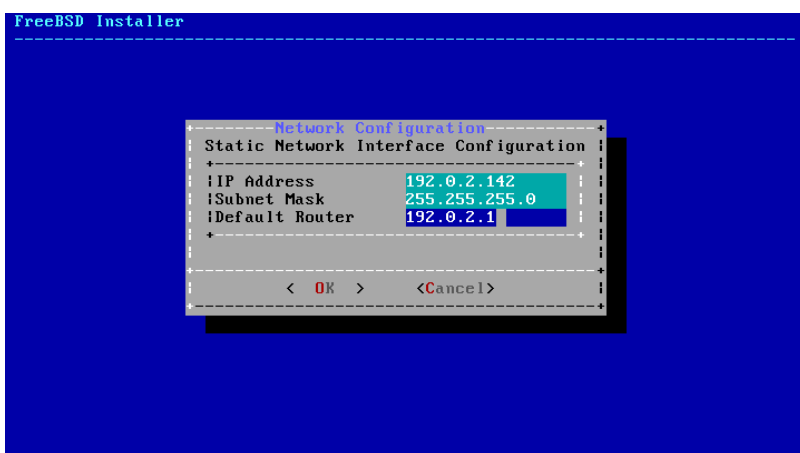 FreeBSD Installer
Network Configuration
Static Network Interface Configuration
IP Address 192.0.2.142
Subnet Mask 255.255.255.0
Default Router 192.0.2.1
< OK > <Cancel>